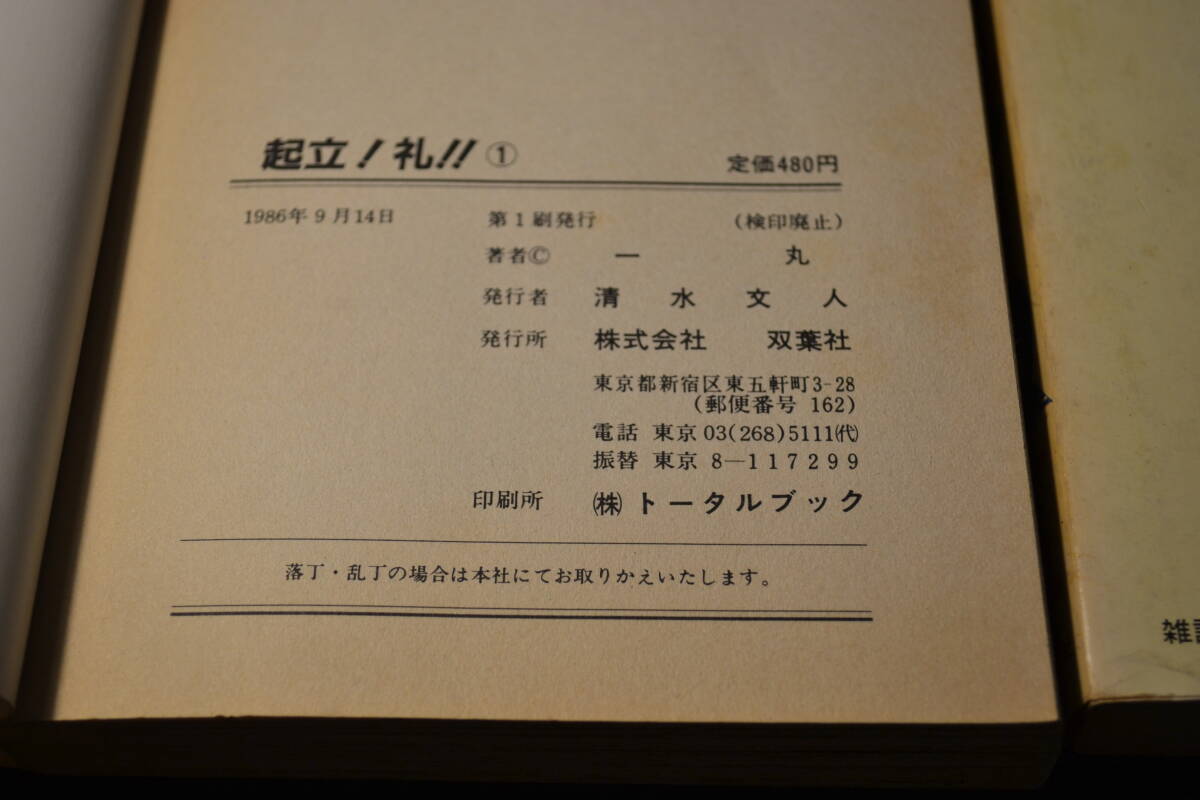 起立!礼!! ① 定価480円
1986年9月14日 第1刷発行 (検印廃止)
著者© 一 丸
発行者 清 水 文 人
発行所 株式会社 双葉社
東京都新宿区東五軒町3-28
(郵便番号 162)
電話 東京 03(268)5111㈹
振替 東京 8—117299
印刷所 ㈱トータルブック
落丁・乱丁の場合は本社にてお取りかえいたします。
雑